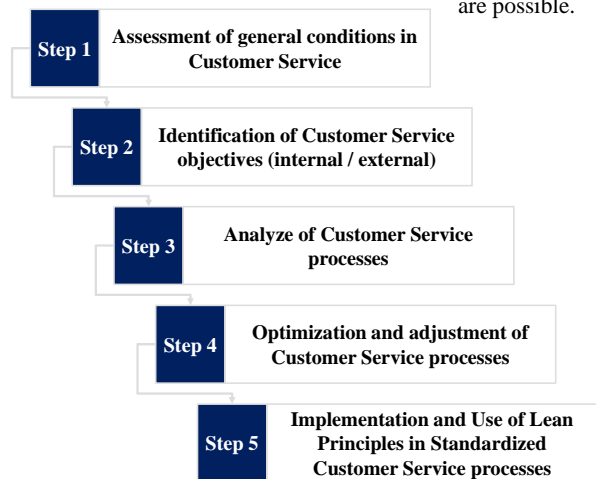 are possible.
Step 1
Assessment of general conditions in
Customer Service
Step 2
Identification of Customer Service
objectives (internal / external)
Step 3
Analyze of Customer Service
processes
Step 4
Optimization and adjustment of
Customer Service processes
Step 5
Implementation and Use of Lean
Principles in Standardized
Customer Service processes